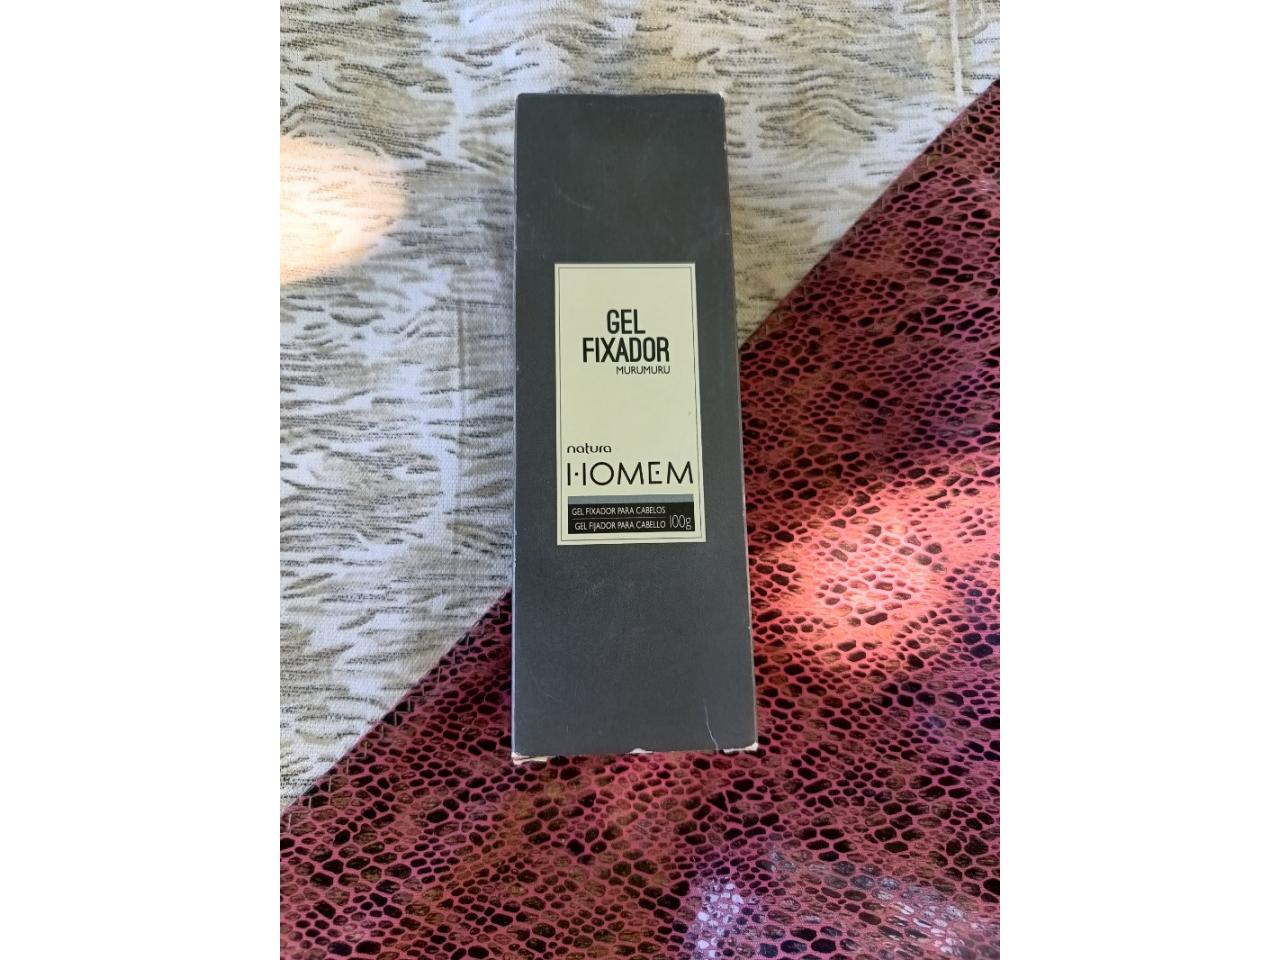 GEL
FIXADOR
MURUMURU
natura
HOMEM
GEL FIXADOR PARA CABELOS
GEL FIJADOR PARA CABELLO 100g